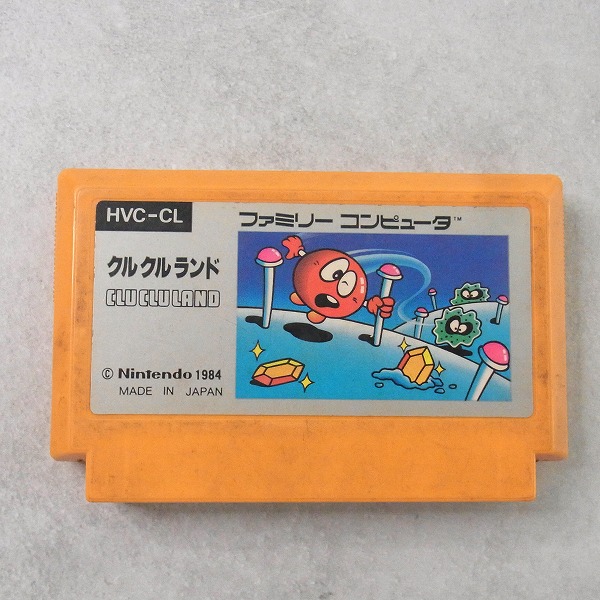 HVC-CL
ファミリー コンピュータ™
クルクルランド
CLU CLU LAND
© Nintendo 1984
MADE IN JAPAN